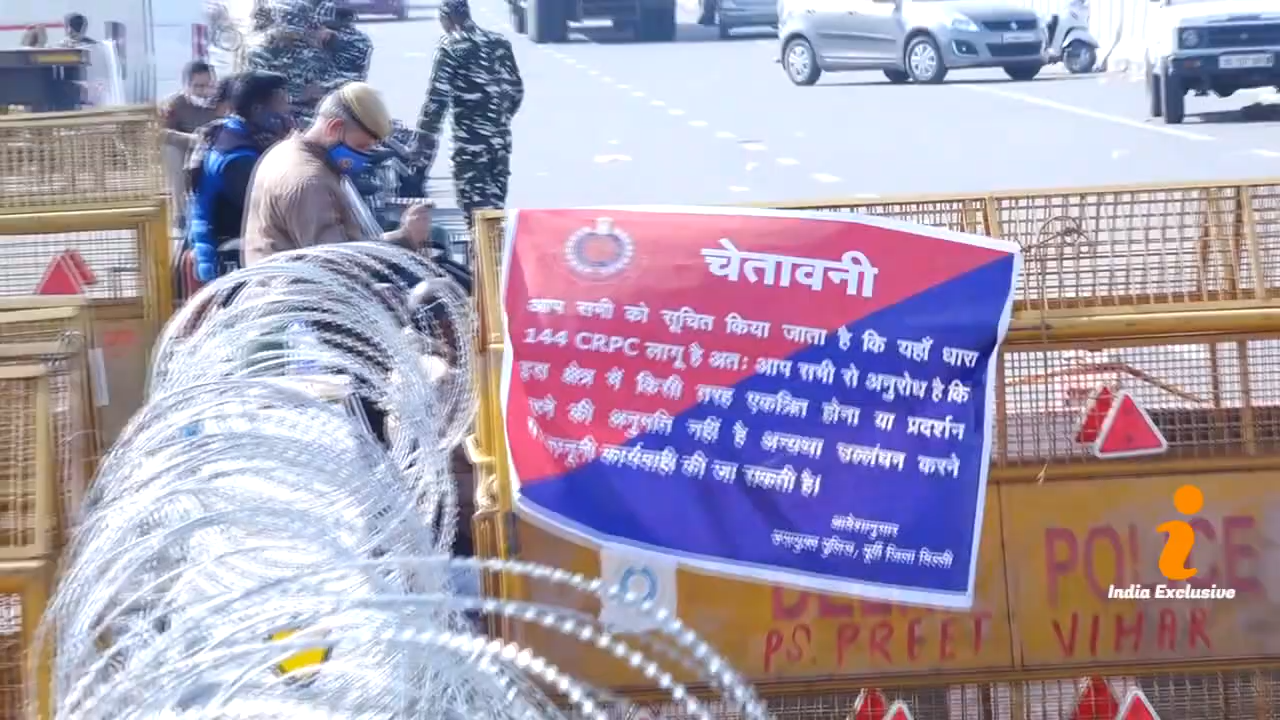 चेतावनी
आप सभी को सूचित किया जाता है कि यहाँ धारा
144 CRPC लागू है अतः आप सभी से अनुरोध है कि
इस क्षेत्र में किसी तरह एकत्रित होना या प्रदर्शन
करने की अनुमति नहीं है अन्यथा उल्लंघन करने
कानूनी कार्यवाही की जा सकती है।
आदेशानुसार
उपायुक्त पुलिस, पूर्वी जिला दिल्ली
POLICE
PS. PREET VIHAR
India Exclusive